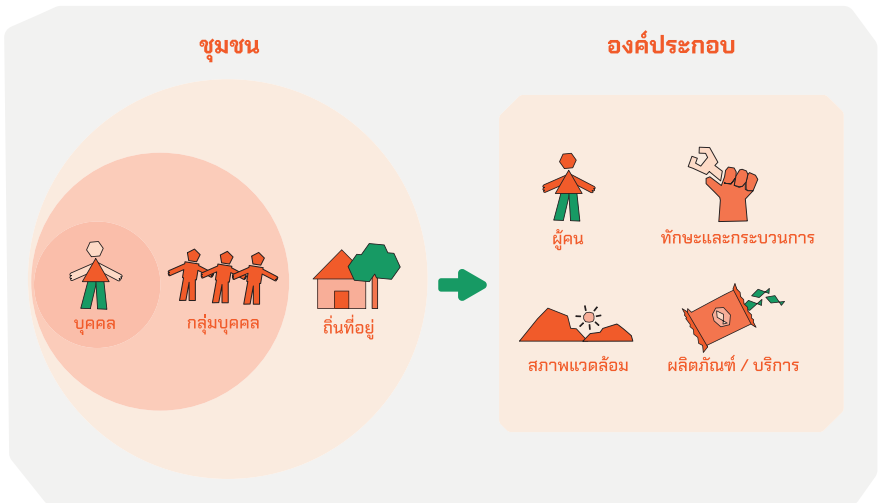 ชุมชน
องค์ประกอบ
บุคคล
กลุ่มบุคคล
ถิ่นที่อยู่
ผู้คน
ทักษะและกระบวนการ
สภาพแวดล้อม
ผลิตภัณฑ์ / บริการ